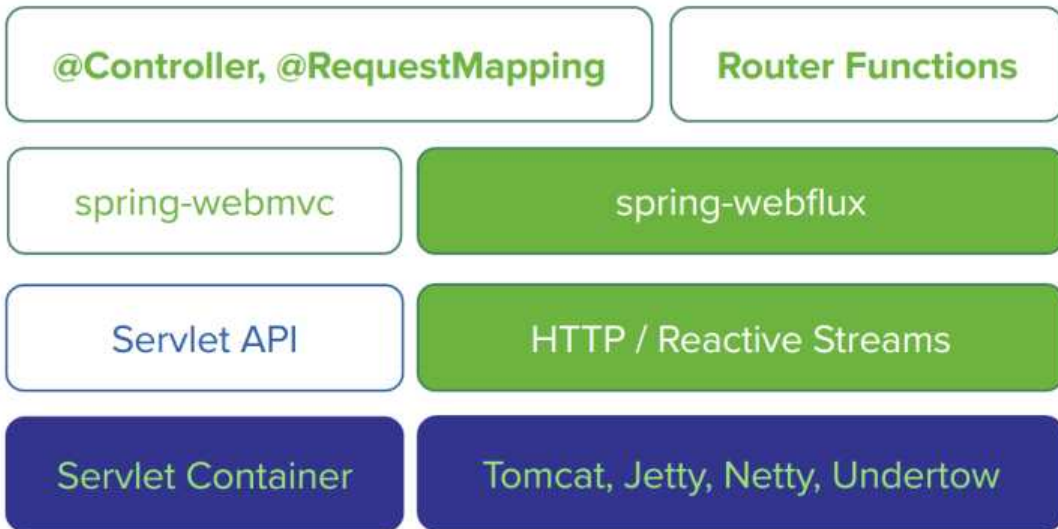 @Controller, @RequestMapping
Router Functions
spring-webmvc
spring-webflux
Servlet API
HTTP / Reactive Streams
Servlet Container
Tomcat, Jetty, Netty, Undertow